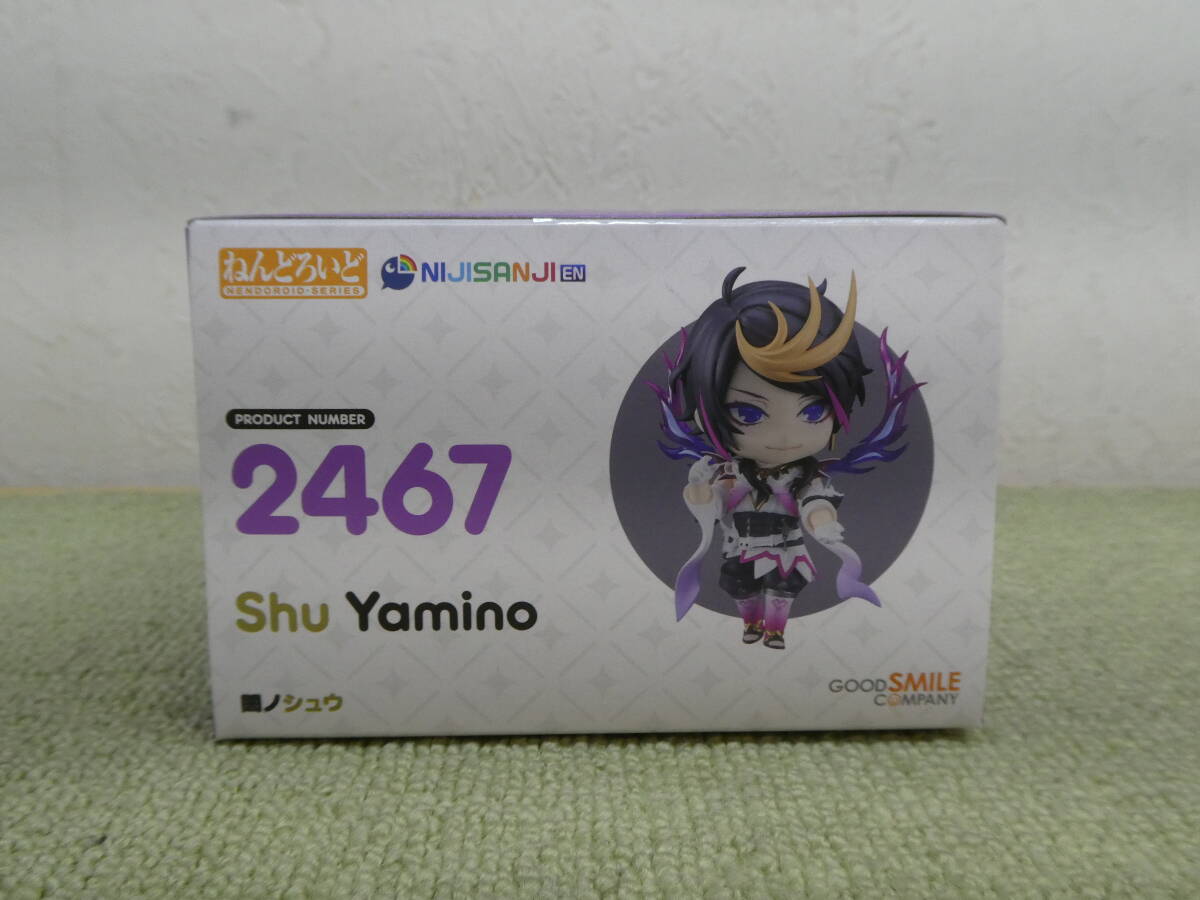 ねんどろいど
NENDOROID-SERIES
NIJISANJI EN
PRODUCT NUMBER
2467
Shu Yamino
闇ノシュウ
GOOD SMILE
COMPANY